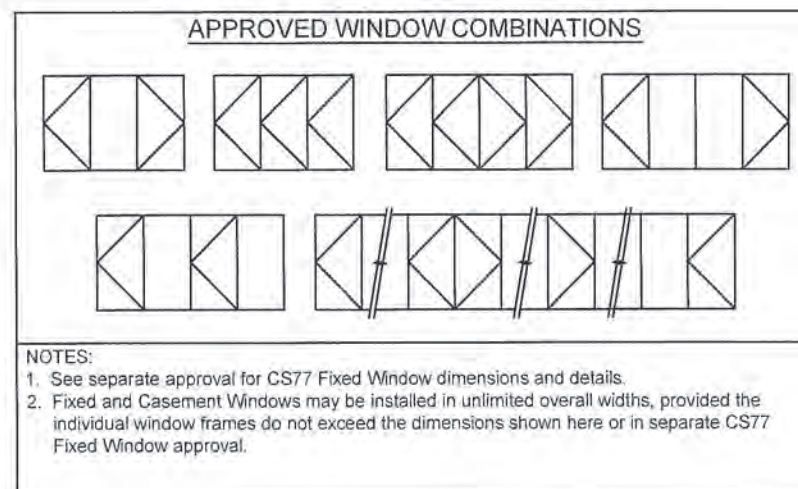 APPROVED WINDOW COMBINATIONS
NOTES:
1. See separate approval for CS77 Fixed Window dimensions and details.
2. Fixed and Casement Windows may be installed in unlimited overall widths, provided the
individual window frames do not exceed the dimensions shown here or in separate CS77
Fixed Window approval.